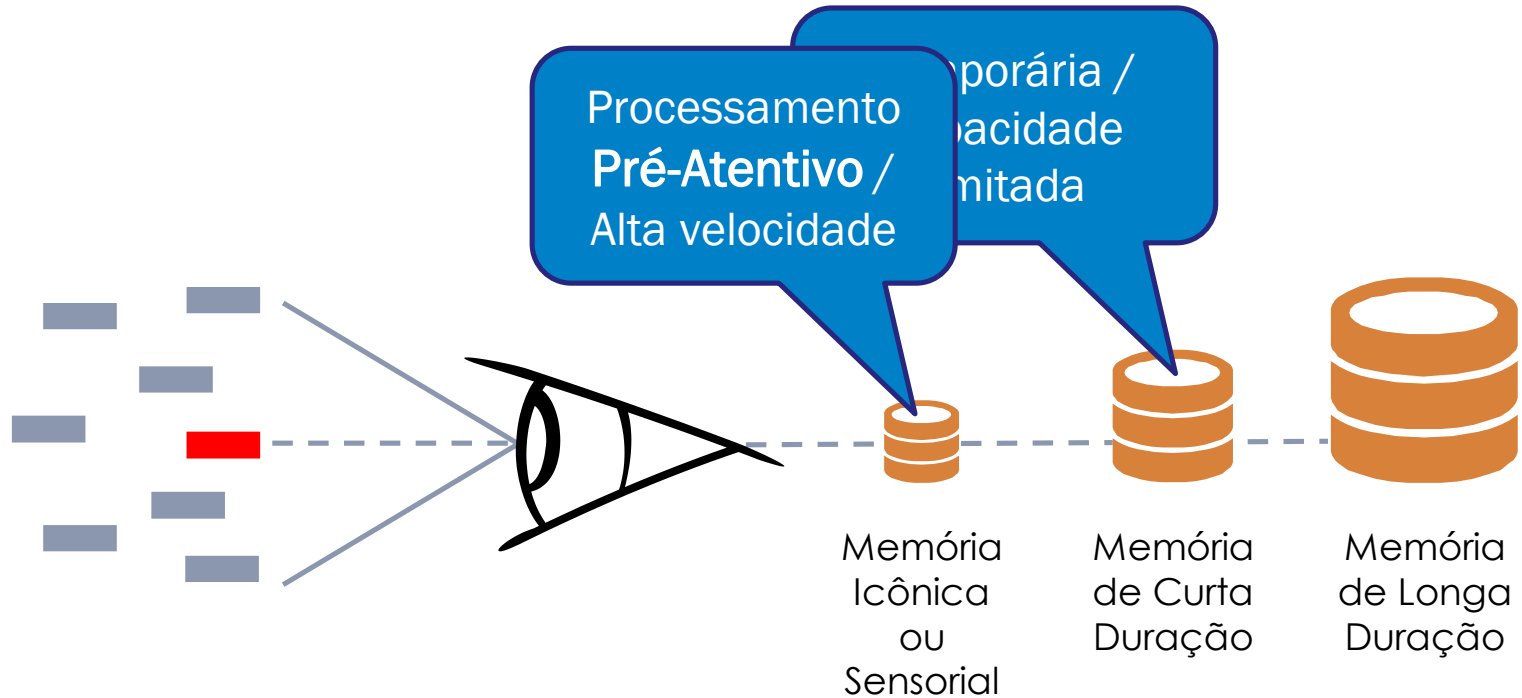 Processamento
Pré-Atentivo /
Alta velocidade
porária /
acidade
mitada
Memória
Icônica
ou
Sensorial
Memória
de Curta
Duração
Memória
de Longa
Duração